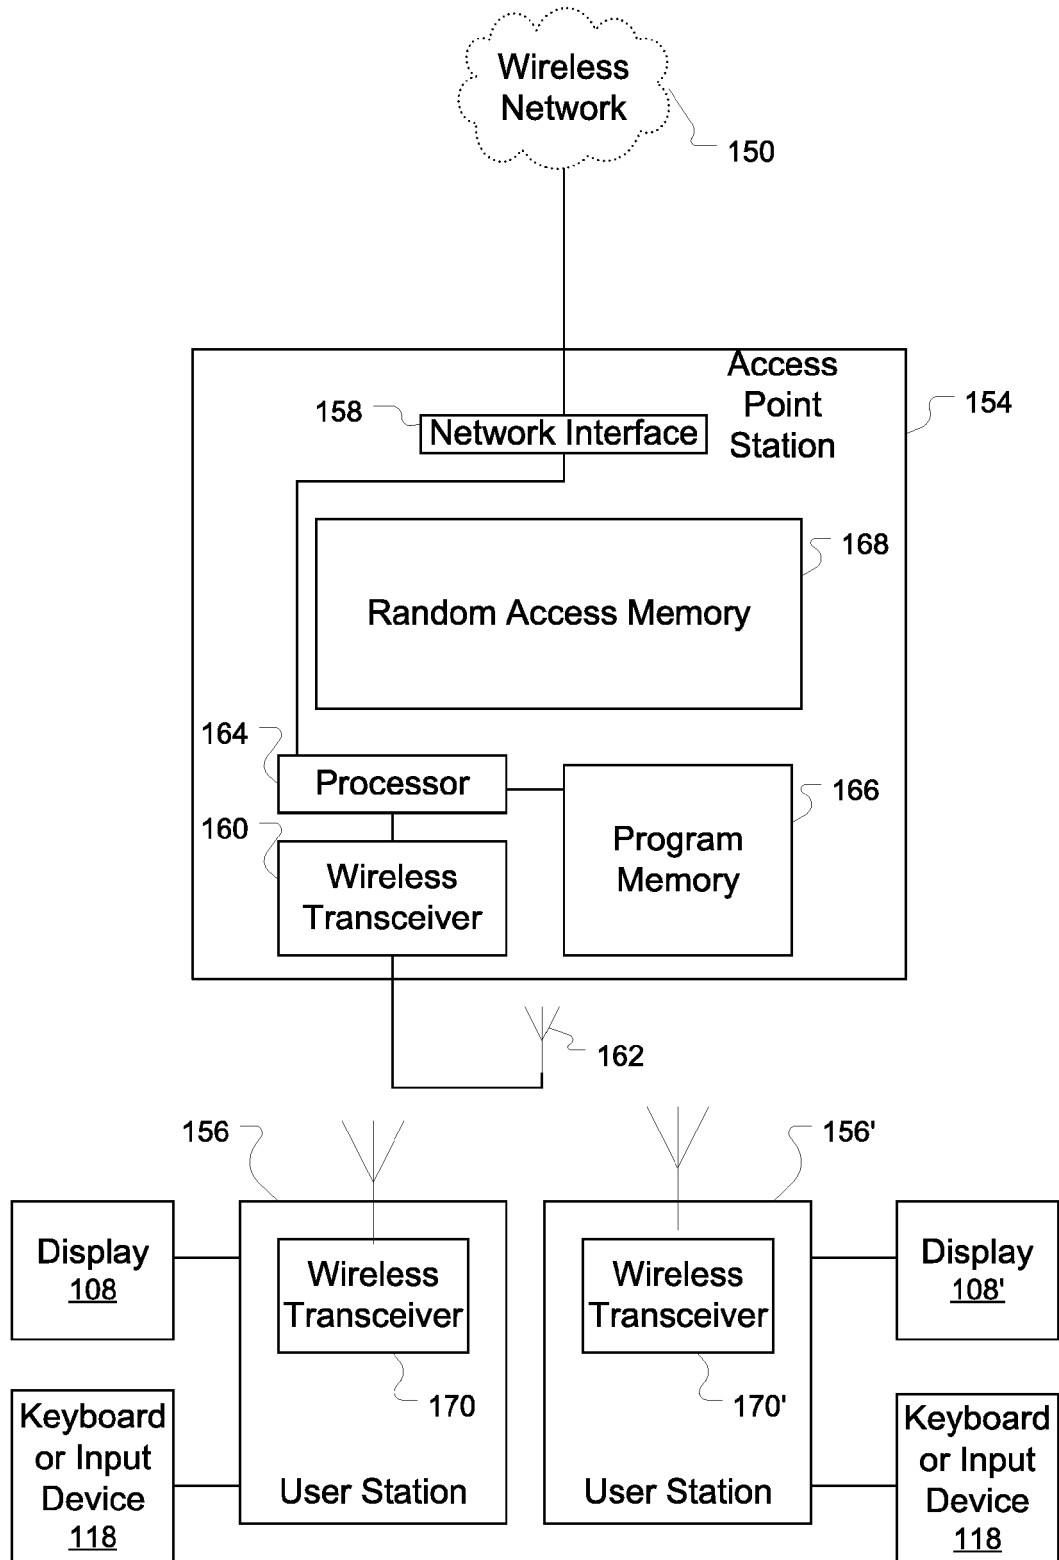 Wireless
Network
150
Access
Point
Station
154
158
Network Interface
168
Random Access Memory
164
Processor
166
160
Program
Memory
Wireless
Transceiver
162
156
156'
Display
108
Wireless
Transceiver
170
Wireless
Transceiver
170'
Display
108'
Keyboard
or Input
Device
118
User Station
User Station
Keyboard
or Input
Device
118